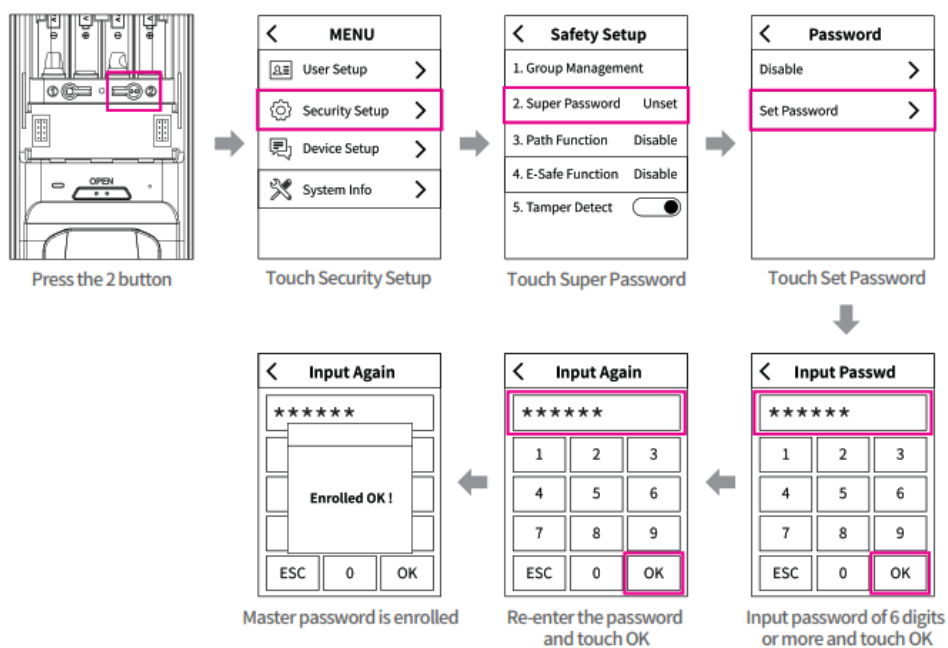 ① ②
OPEN
Press the 2 button
MENU
User Setup
Security Setup
Device Setup
System Info
Touch Security Setup
Safety Setup
1. Group Management
2. Super Password Unset
3. Path Function Disable
4. E-Safe Function Disable
5. Tamper Detect
Touch Super Password
Password
Disable
Set Password
Touch Set Password
Input Passwd
******
1 2 3
4 5 6
7 8 9
ESC 0 OK
Input password of 6 digits
or more and touch OK
Input Again
******
1 2 3
4 5 6
7 8 9
ESC 0 OK
Re-enter the password
and touch OK
Input Again
******
Enrolled OK !
ESC 0 OK
Master password is enrolled